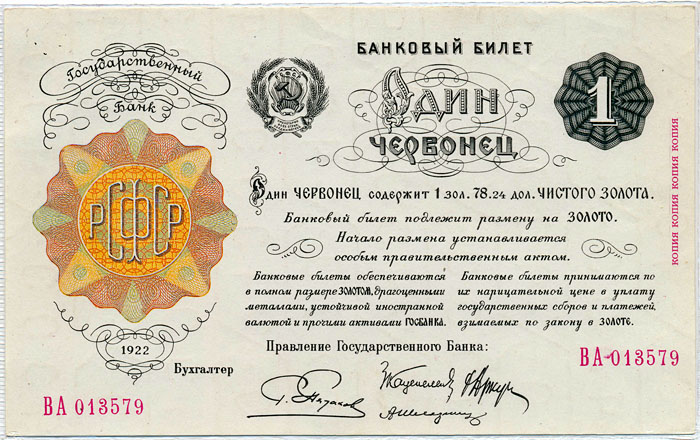 Государственный
Банк
РСФСР
1922
Бухгалтер
ВА 013579
БАНКОВЫЙ БИЛЕТ
ОДИН
ЧЕРВОНЕЦ
1
Один ЧЕРВОНЕЦ содержит 1 зол. 78.24 дол. ЧИСТОГО ЗОЛОТА.
Банковый билет подлежит размену на ЗОЛОТО.
Начало размена устанавливается
особым правительственным актом.
Банковые билеты обеспечиваются
в полном размере ЗОЛОТОМ, драгоценными
металлами, устойчивой иностранной
валютой и прочими активами ГОСБАНКА.
Банковые билеты принимаются по
их нарицательной цене в уплату
государственных сборов и платежей,
взимаемых по закону в ЗОЛОТЕ.
Правление Государственного Банка:
ВА 013579
КОПИЯ КОПИЯ КОПИЯ КОПИЯ